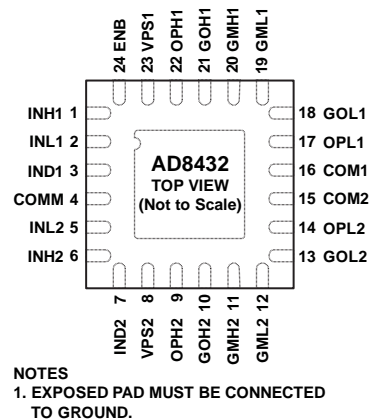 24 ENB
23 VPS1
22 OPH1
21 GOH1
20 GMH1
19 GML1
INH1 1
INL1 2
IND1 3
COMM 4
INL2 5
INH2 6
AD8432
TOP VIEW
(Not to Scale)
18 GOL1
17 OPL1
16 COM1
15 COM2
14 OPL2
13 GOL2
IND2 7
VPS2 8
OPH2 9
GOH2 10
GMH2 11
GML2 12
NOTES
1. EXPOSED PAD MUST BE CONNECTED
TO GROUND.